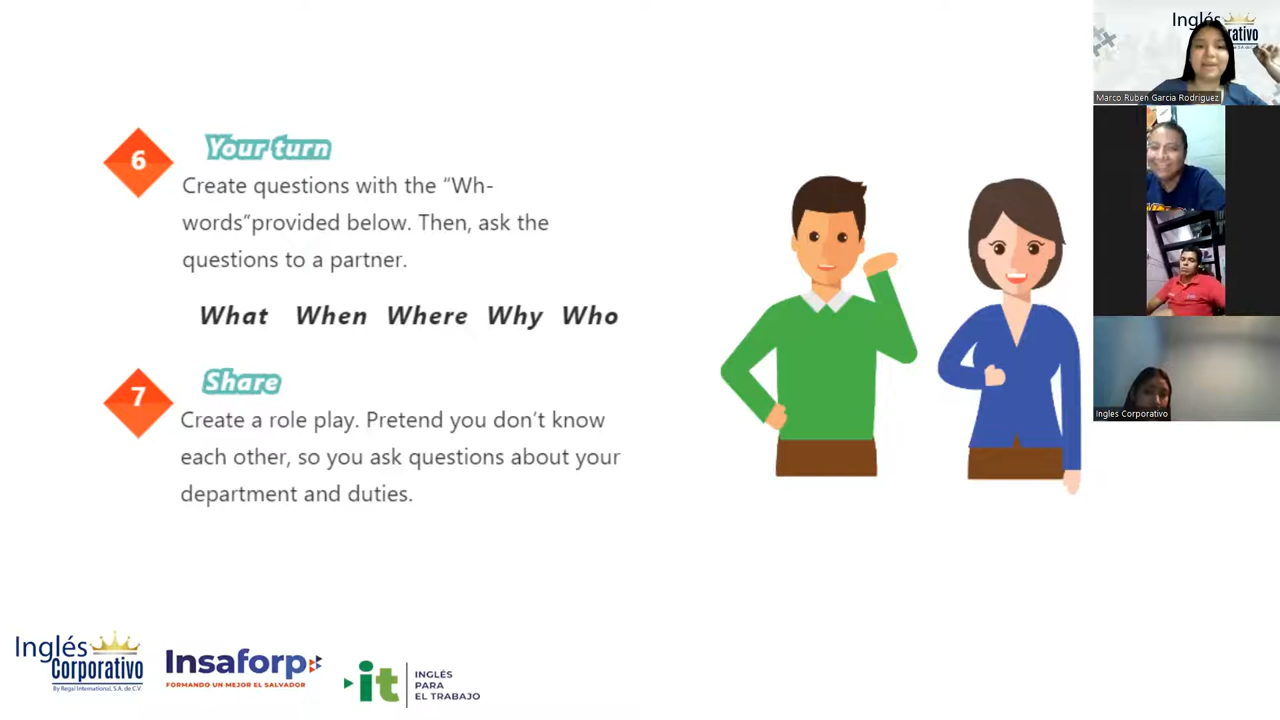 6
Your turn
Create questions with the “Wh-
words”provided below. Then, ask the
questions to a partner.
What When Where Why Who
7
Share
Create a role play. Pretend you don’t know
each other, so you ask questions about your
department and duties.
Inglés
Corporativo
By Regal International, S.A. de C.V.
Insaforp
FORMANDO UN MEJOR EL SALVADOR
it
INGLÉS
PARA
EL TRABAJO
Marco Ruben Garcia Rodriguez
Ingles Corporativo